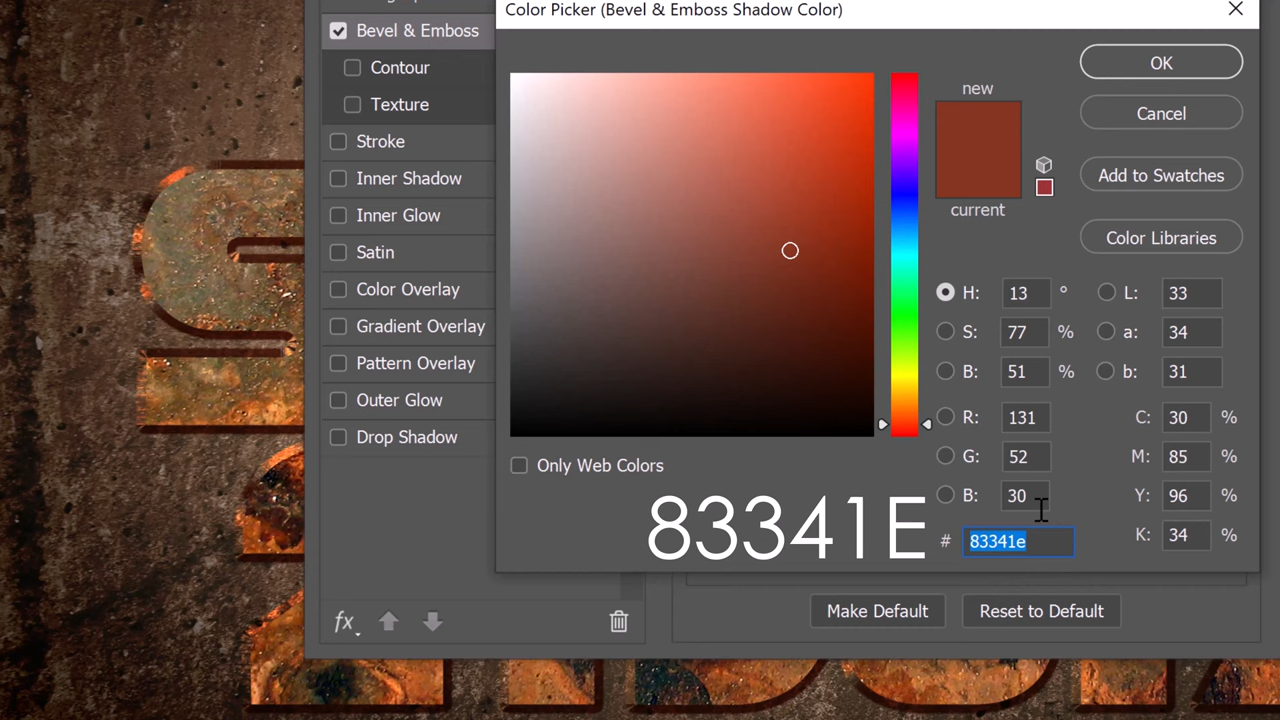 Color Picker (Bevel & Emboss Shadow Color)
Bevel & Emboss
Contour
Texture
Stroke
Inner Shadow
Inner Glow
Satin
Color Overlay
Gradient Overlay
Pattern Overlay
Outer Glow
Drop Shadow
fx
new
current
OK
Cancel
Add to Swatches
Color Libraries
H: 13 °
S: 77 %
B: 51 %
R: 131
G: 52
B: 30
# 83341e
L: 33
a: 34
b: 31
C: 30 %
M: 85 %
Y: 96 %
K: 34 %
Only Web Colors
83341E
Make Default
Reset to Default